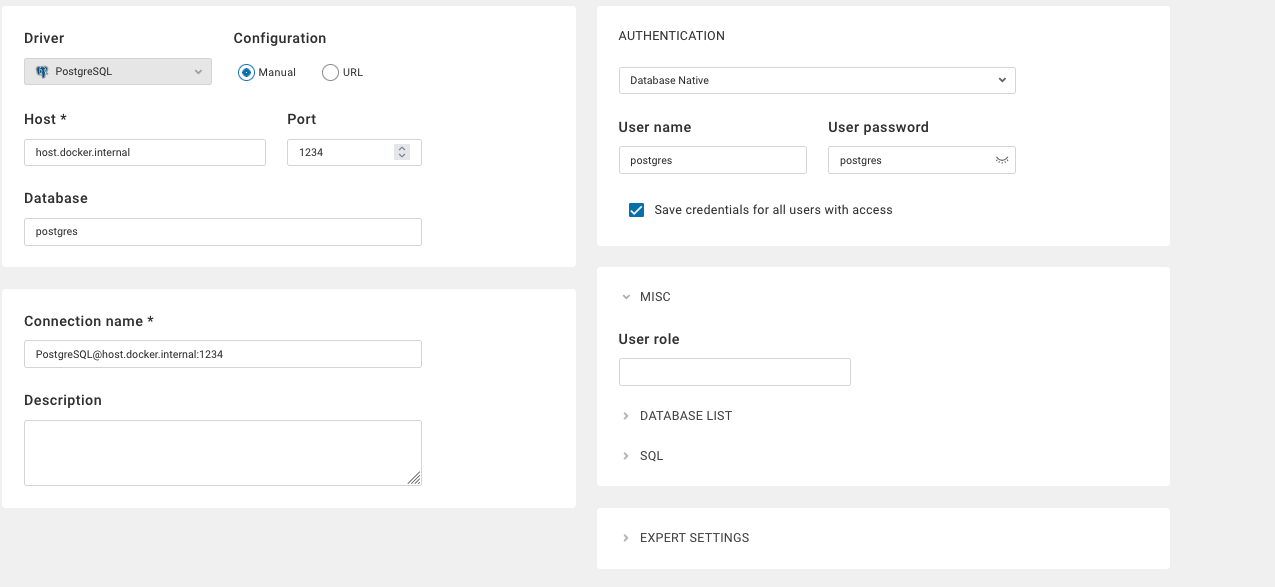 Driver
Configuration
PostgreSQL
Manual
URL
Host *
Port
host.docker.internal
1234
Database
postgres
Connection name *
PostgreSQL@host.docker.internal:1234
Description
AUTHENTICATION
Database Native
User name
User password
postgres
postgres
Save credentials for all users with access
MISC
User role
DATABASE LIST
SQL
EXPERT SETTINGS